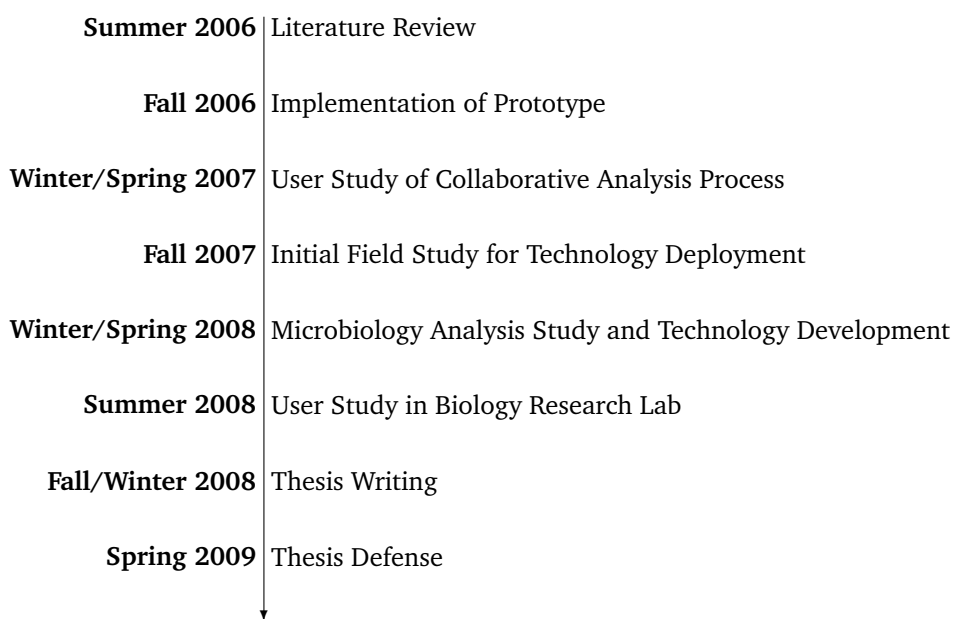 Summer 2006 Literature Review
Fall 2006 Implementation of Prototype
Winter/Spring 2007 User Study of Collaborative Analysis Process
Fall 2007 Initial Field Study for Technology Deployment
Winter/Spring 2008 Microbiology Analysis Study and Technology Development
Summer 2008 User Study in Biology Research Lab
Fall/Winter 2008 Thesis Writing
Spring 2009 Thesis Defense